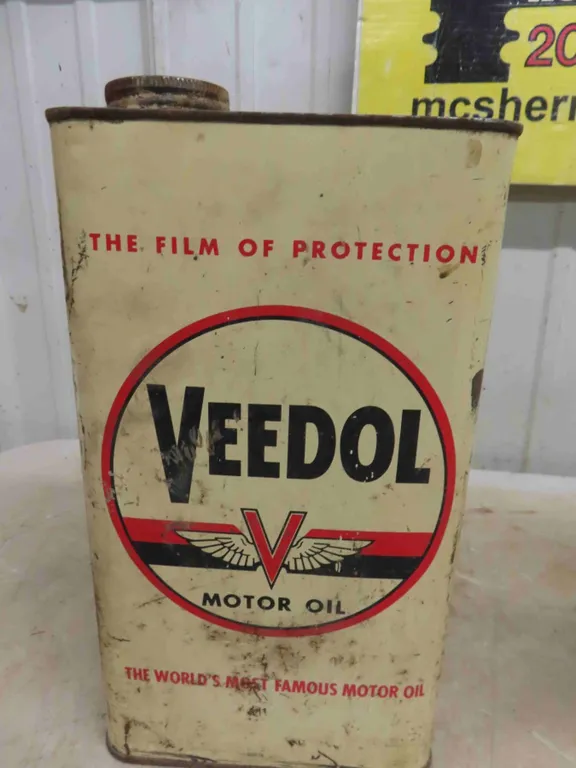 20
mcsherr
THE FILM OF PROTECTION
VEEDOL
V
MOTOR OIL
THE WORLD'S MOST FAMOUS MOTOR OIL